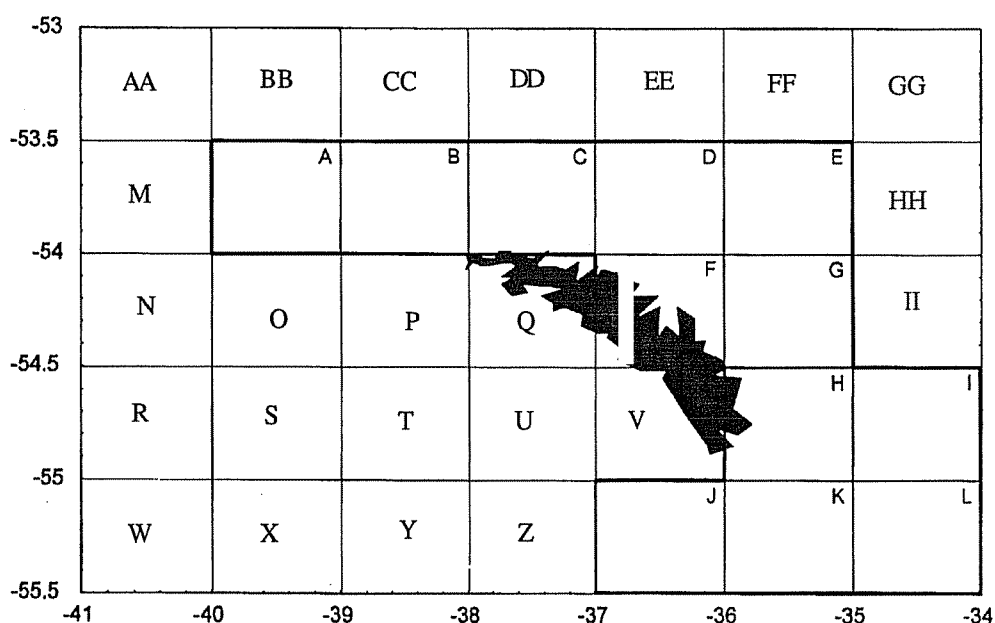 -53
AA BB CC DD EE FF GG
-53.5
A B C D E
M HH
-54
F G
N O P Q II
-54.5
H I
R S T U V
-55
J K L
W X Y Z
-55.5
-41 -40 -39 -38 -37 -36 -35 -34